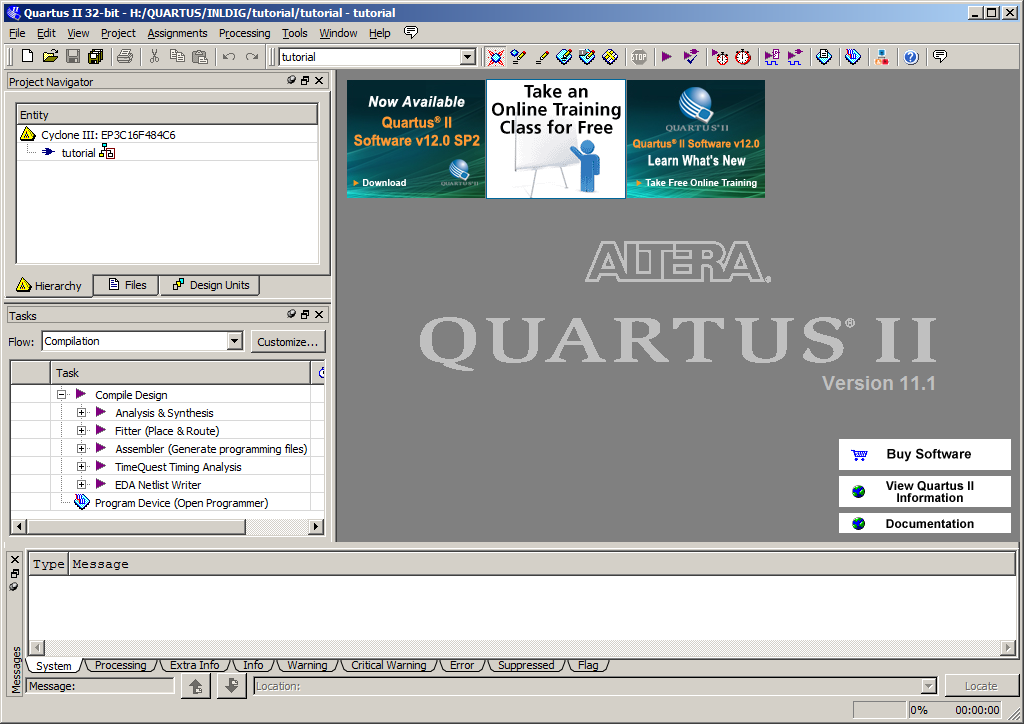 Quartus II 32-bit - H:/QUARTUS/INLDIG/tutorial/tutorial - tutorial
File Edit View Project Assignments Processing Tools Window Help
tutorial
STOP
Project Navigator
Entity
Cyclone III: EP3C16F484C6
tutorial
Hierarchy Files Design Units
Tasks
Flow: Compilation Customize...
Task
Compile Design
Analysis & Synthesis
Fitter (Place & Route)
Assembler (Generate programming files)
TimeQuest Timing Analysis
EDA Netlist Writer
Program Device (Open Programmer)
Now Available
Quartus® II
Software v12.0 SP2
Download
QUARTUS II
Take an
Online Training
Class for Free
QUARTUS II
Quartus® II Software v12.0
Learn What's New
Take Free Online Training
ALTERA®
QUARTUS® II
Version 11.1
Buy Software
View Quartus II
Information
Documentation
Messages
Type Message
System Processing Extra Info Info Warning Critical Warning Error Suppressed Flag
Message: Location: Locate
0% 00:00:00